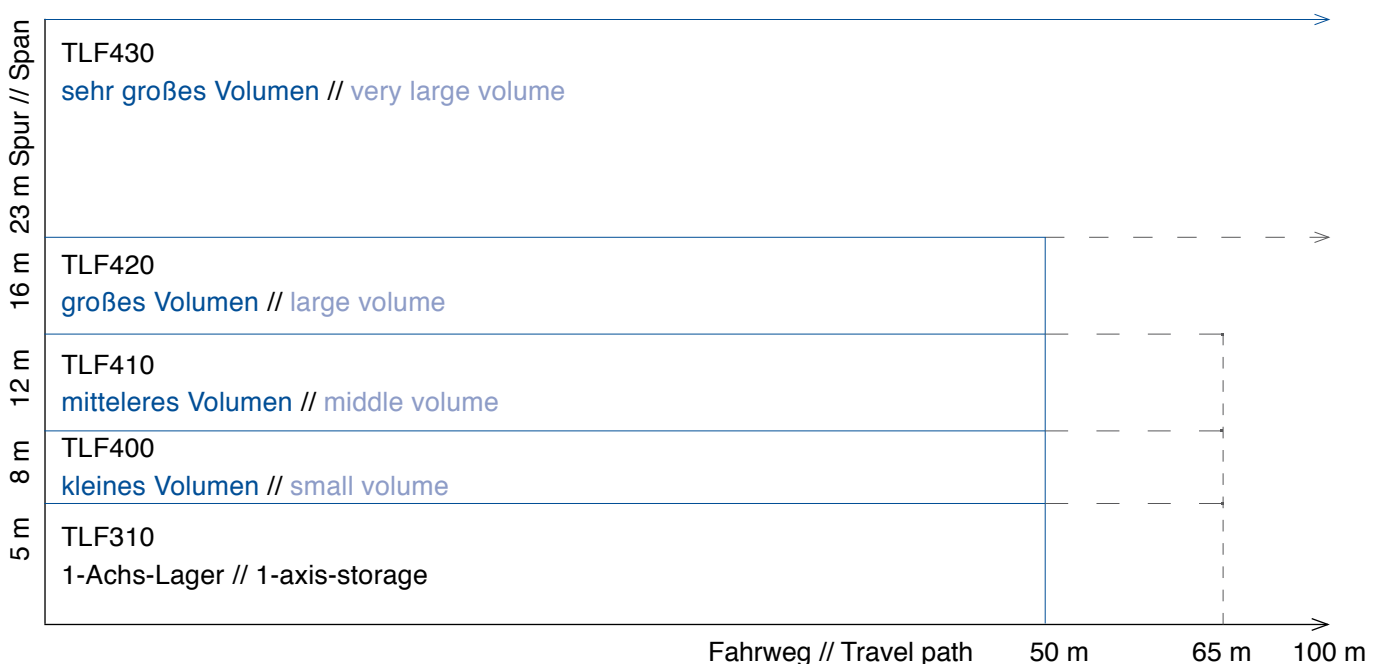 23 m Spur // Span
TLF430
sehr großes Volumen // very large volume
16 m
TLF420
großes Volumen // large volume
12 m
TLF410
mitteleres Volumen // middle volume
8 m
TLF400
kleines Volumen // small volume
5 m
TLF310
1-Achs-Lager // 1-axis-storage
Fahrweg // Travel path 50 m 65 m 100 m